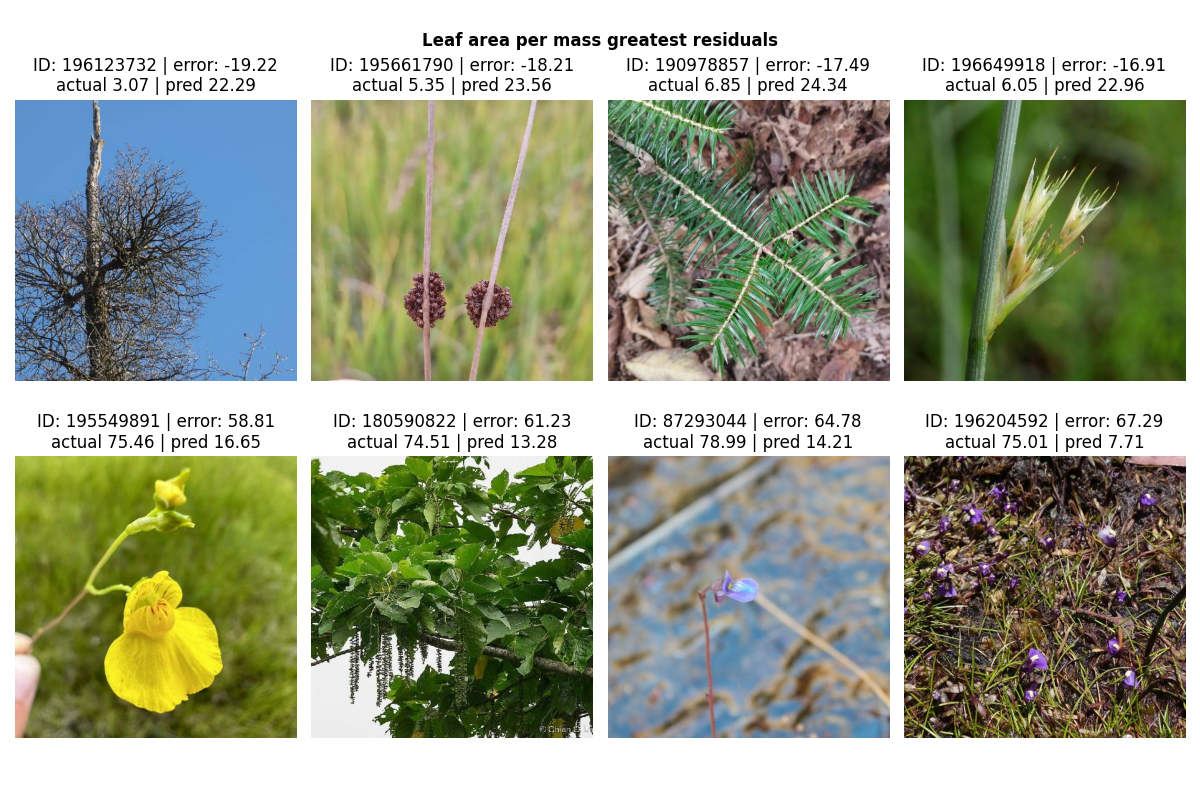 Leaf area per mass greatest residuals
ID: 196123732 | error: -19.22
actual 3.07 | pred 22.29
ID: 195661790 | error: -18.21
actual 5.35 | pred 23.56
ID: 190978857 | error: -17.49
actual 6.85 | pred 24.34
ID: 196649918 | error: -16.91
actual 6.05 | pred 22.96
ID: 195549891 | error: 58.81
actual 75.46 | pred 16.65
ID: 180590822 | error: 61.23
actual 74.51 | pred 13.28
ID: 87293044 | error: 64.78
actual 78.99 | pred 14.21
ID: 196204592 | error: 67.29
actual 75.01 | pred 7.71